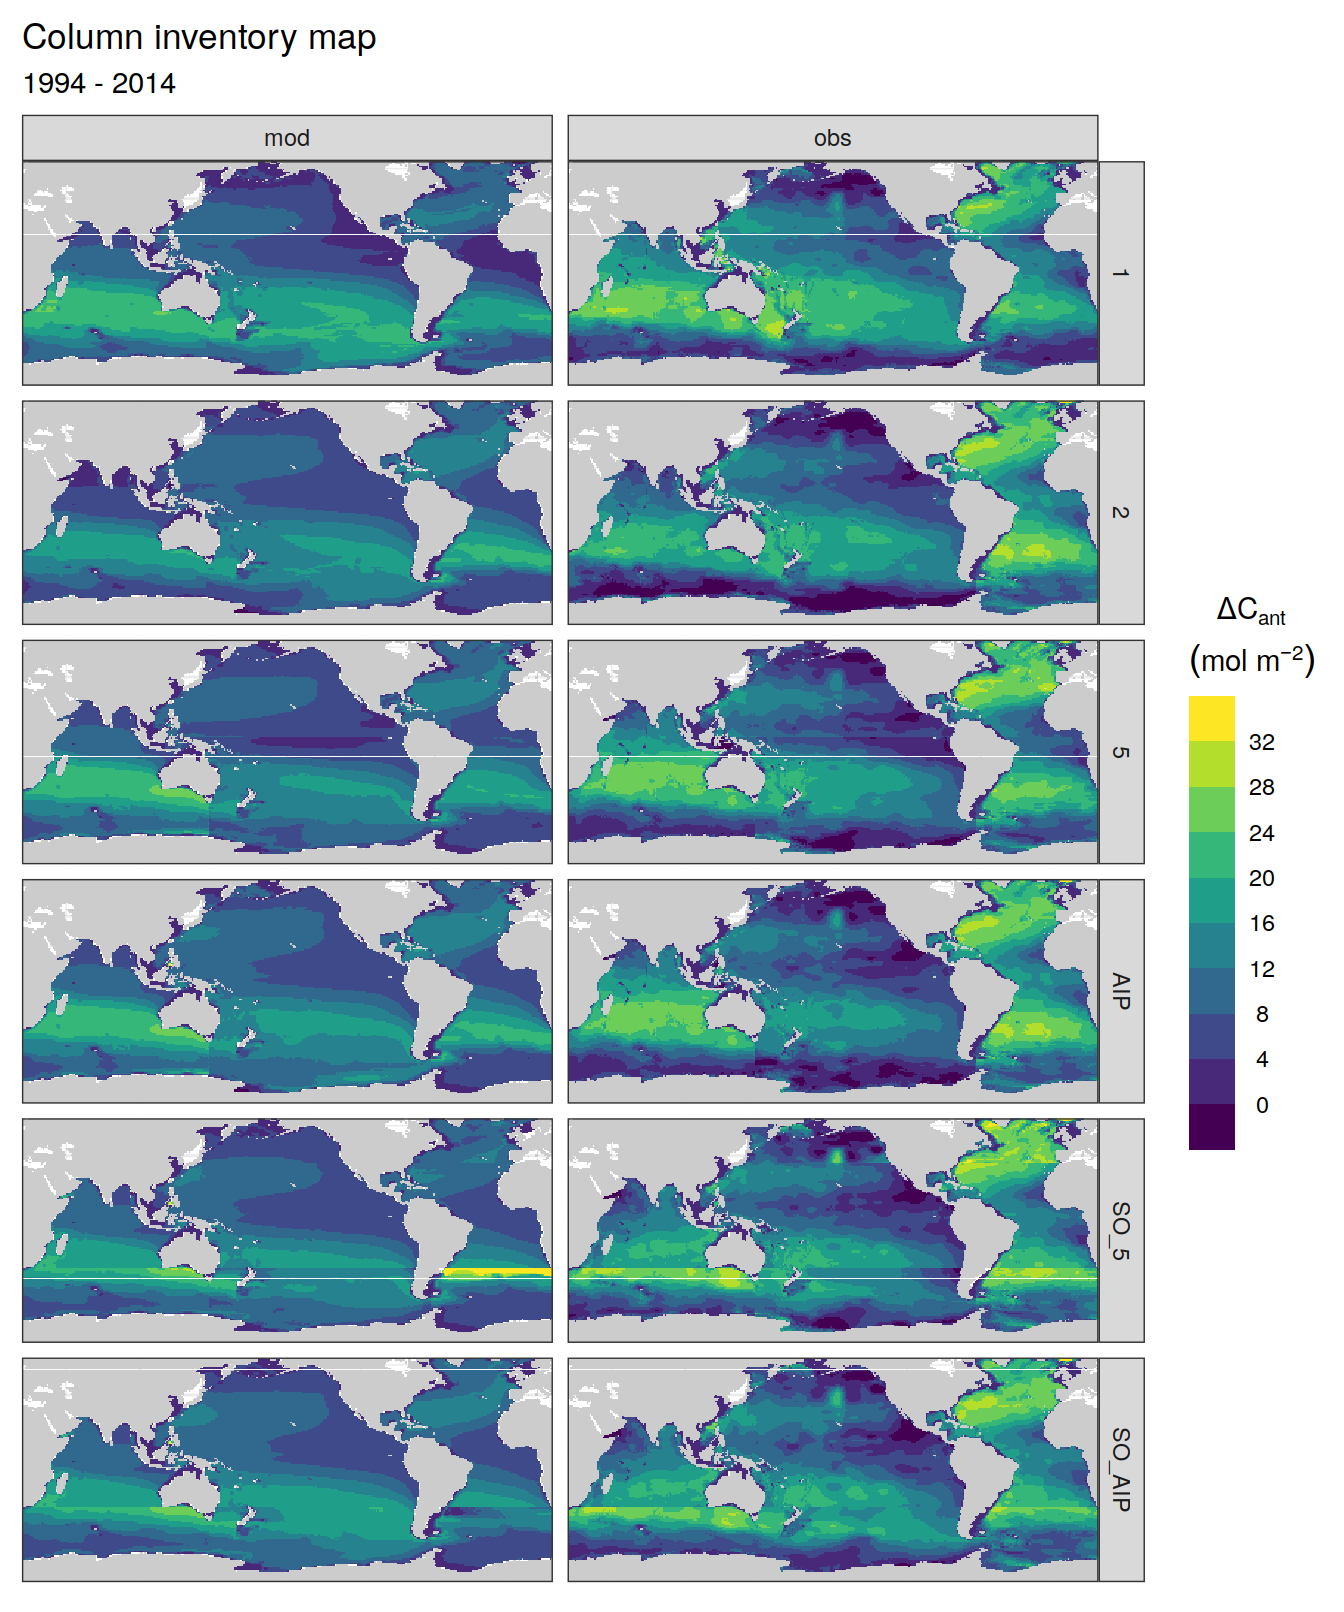 Column inventory map
1994 - 2014
mod
obs
1
2
5
AIP
SO_5
SO_AIP
ΔCant
(mol m−2)
32
28
24
20
16
12
8
4
0